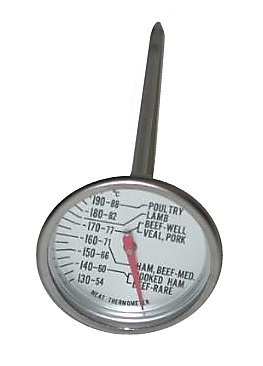 °C
190-88 POULTRY
180-82 LAMB
170-77 BEEF-WELL
VEAL, PORK
160-71
150-66 HAM, BEEF-MED.
140-60 COOKED HAM
130-54 BEEF-RARE
MEAT THERMOMETER